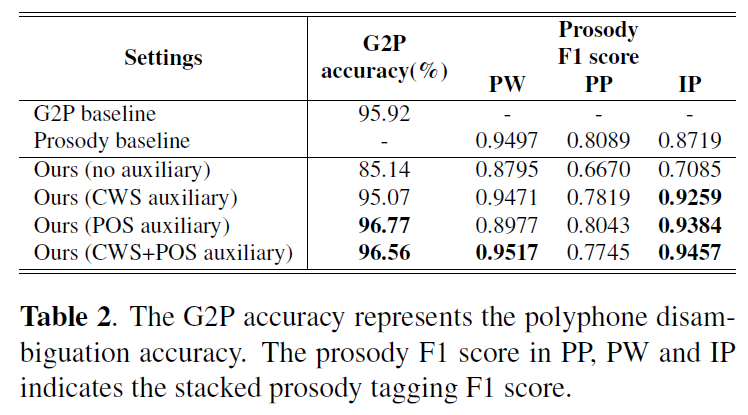 Settings G2P accuracy(%) Prosody F1 score
PW PP IP
G2P baseline 95.92 - - -
Prosody baseline - 0.9497 0.8089 0.8719
Ours (no auxiliary) 85.14 0.8795 0.6670 0.7085
Ours (CWS auxiliary) 95.07 0.9471 0.7819 0.9259
Ours (POS auxiliary) 96.77 0.8977 0.8043 0.9384
Ours (CWS+POS auxiliary) 96.56 0.9517 0.7745 0.9457
Table 2. The G2P accuracy represents the polyphone disam-
biguation accuracy. The prosody F1 score in PP, PW and IP
indicates the stacked prosody tagging F1 score.